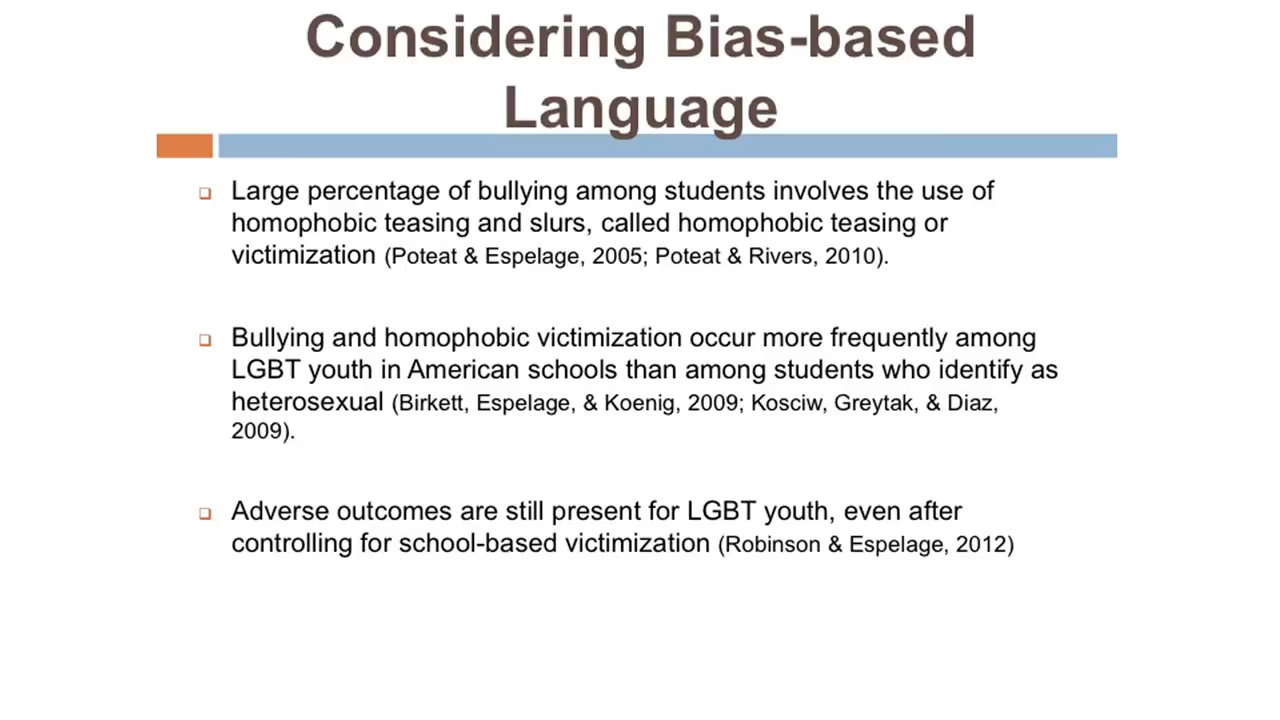 Considering Bias-based
Language
Large percentage of bullying among students involves the use of
homophobic teasing and slurs, called homophobic teasing or
victimization (Poteat & Espelage, 2005; Poteat & Rivers, 2010).
Bullying and homophobic victimization occur more frequently among
LGBT youth in American schools than among students who identify as
heterosexual (Birkett, Espelage, & Koenig, 2009; Kosciw, Greytak, & Diaz,
2009).
Adverse outcomes are still present for LGBT youth, even after
controlling for school-based victimization (Robinson & Espelage, 2012)